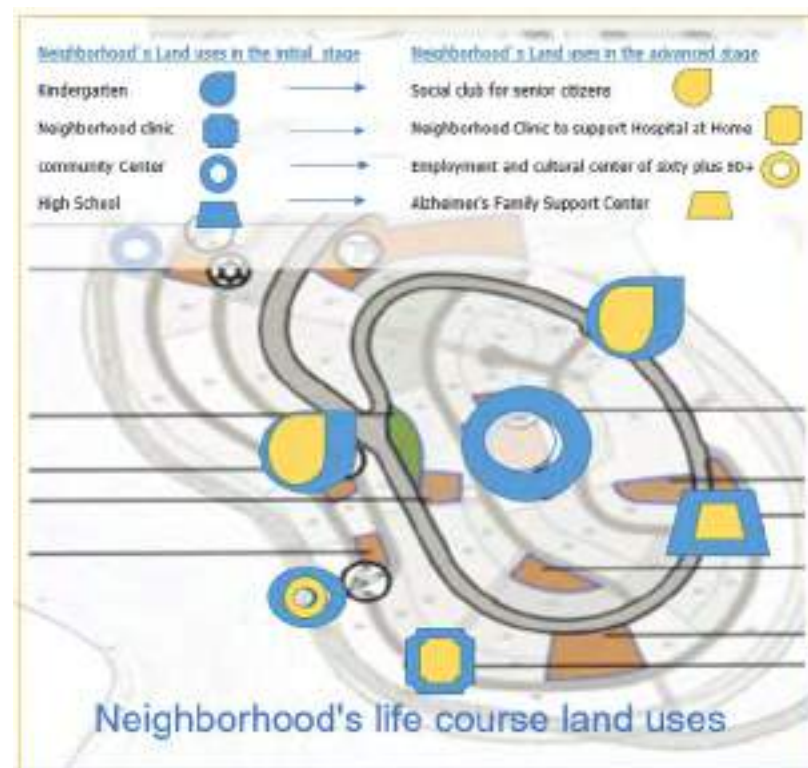 Neighborhood`s Land uses in the initial stage
Neighborhood`s Land uses in the advanced stage
Kindergarten
Social club for senior citizens
Neighborhood clinic
Neighborhood Clinic to support Hospital at Home
community Center
Employment and cultural center of sixty plus 60+
High School
Alzheimer's Family Support Center
Neighborhood's life course land uses